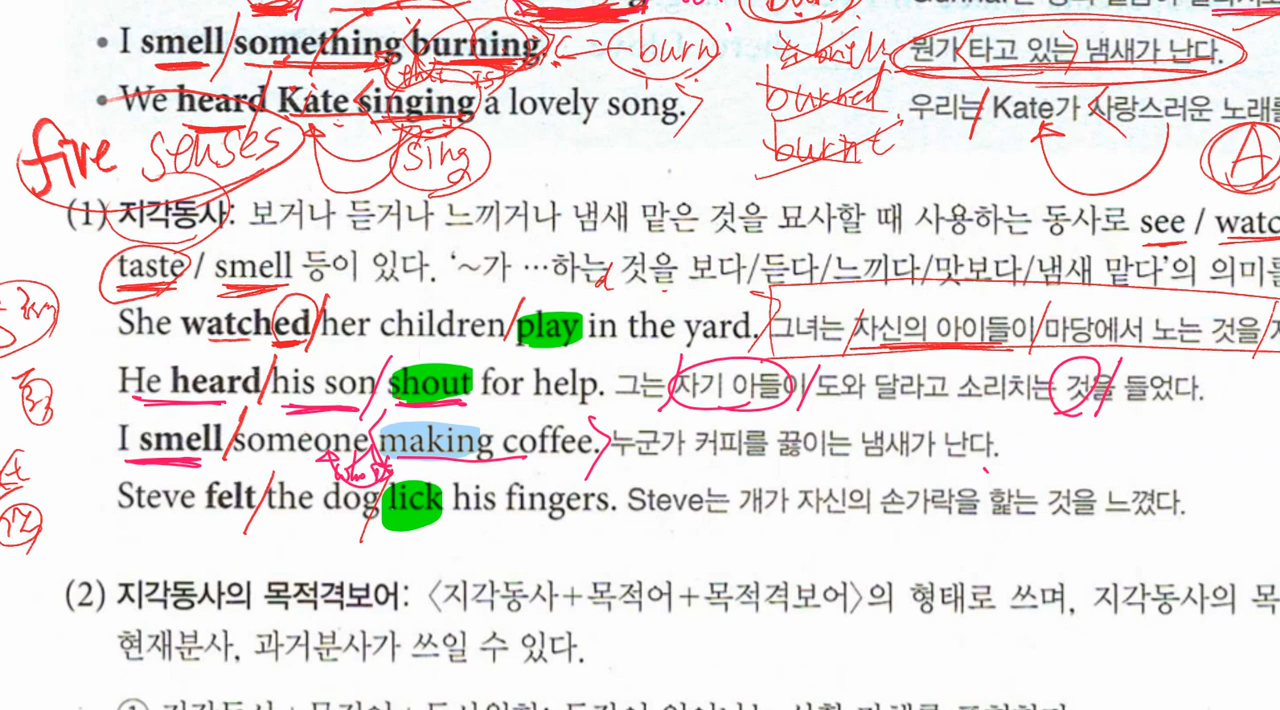 • I smell something burning. burn 뭔가 타고 있는 냄새가 난다.
that is burned
• We heard Kate singing a lovely song. 우리는 Kate가 사랑스러운 노래를
five senses sing burnt A
(1) 지각동사: 보거나 듣거나 느끼거나 냄새 맡은 것을 묘사할 때 사용하는 동사로 see / watc
taste / smell 등이 있다. ‘~가 …하는 것을 보다/듣다/느끼다/맛보다/냄새 맡다’의 의미를
She watched her children play in the yard. 그녀는 자신의 아이들이 마당에서 노는 것을
He heard his son shout for help. 그는 자기 아들이 도와 달라고 소리치는 것을 들었다.
I smell someone making coffee. 누군가 커피를 끓이는 냄새가 난다.
who is
Steve felt the dog lick his fingers. Steve는 개가 자신의 손가락을 핥는 것을 느꼈다.
(2) 지각동사의 목적격보어: 〈지각동사+목적어+목적격보어〉의 형태로 쓰며, 지각동사의 목
현재분사, 과거분사가 쓰일 수 있다.